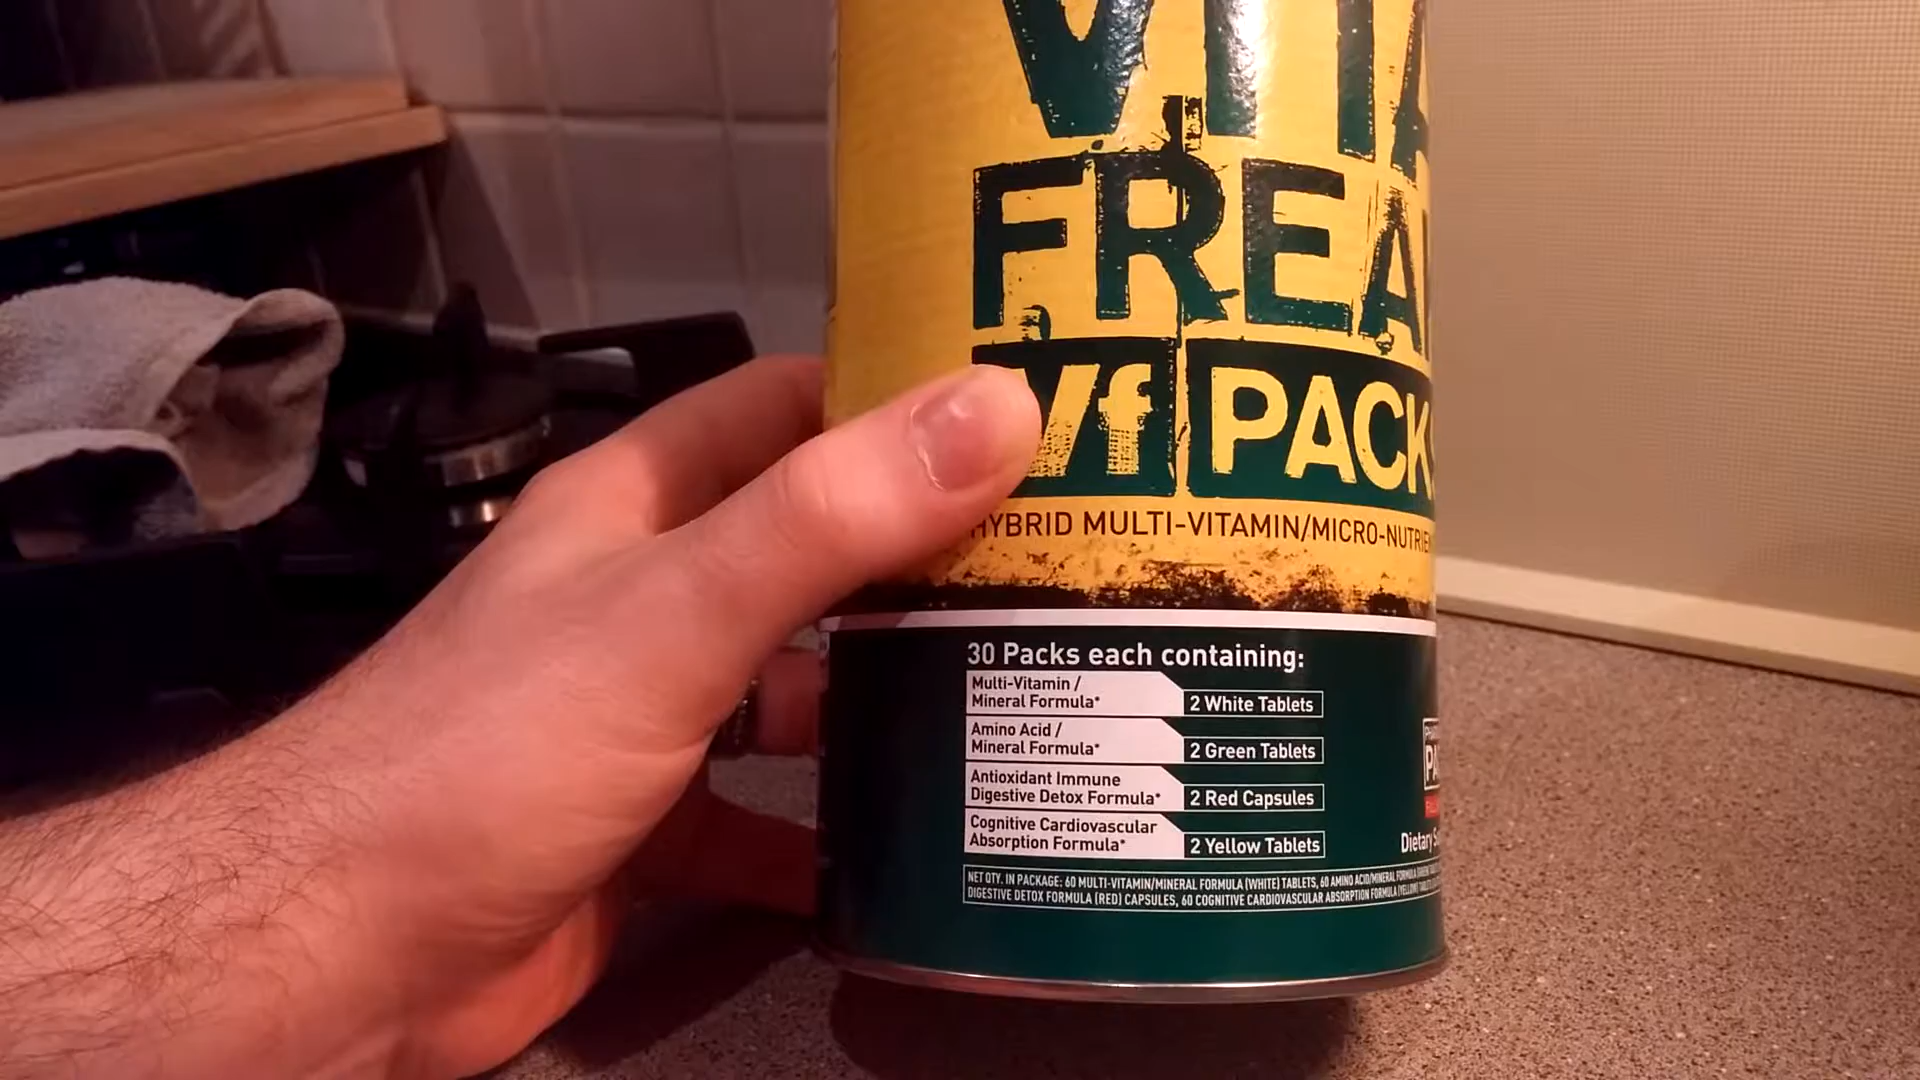 FREA
Vf PACK
HYBRID MULTI-VITAMIN/MICRO-NUTRIE
30 Packs each containing:
Multi-Vitamin /
Mineral Formula*
2 White Tablets
Amino Acid /
Mineral Formula*
2 Green Tablets
Antioxidant Immune
Digestive Detox Formula*
2 Red Capsules
Cognitive Cardiovascular
Absorption Formula*
2 Yellow Tablets
Dietary S
NET QTY. IN PACKAGE: 60 MULTI-VITAMIN/MINERAL FORMULA (WHITE) TABLETS, 60 AMINO ACID/MINERAL FORMULA
DIGESTIVE DETOX FORMULA (RED) CAPSULES, 60 COGNITIVE CARDIOVASCULAR ABSORPTION FORMULA (YELLOW)